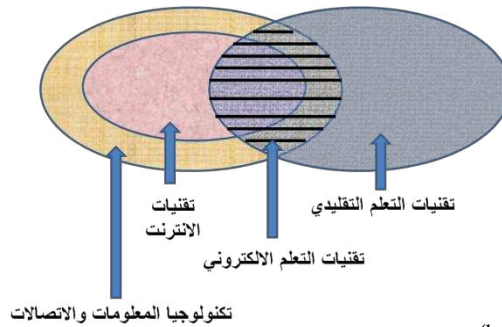 تقنيات التعلم التقليدي
تقنيات
الانترنت
تقنيات التعلم الالكتروني
تكنولوجيا المعلومات والاتصالات